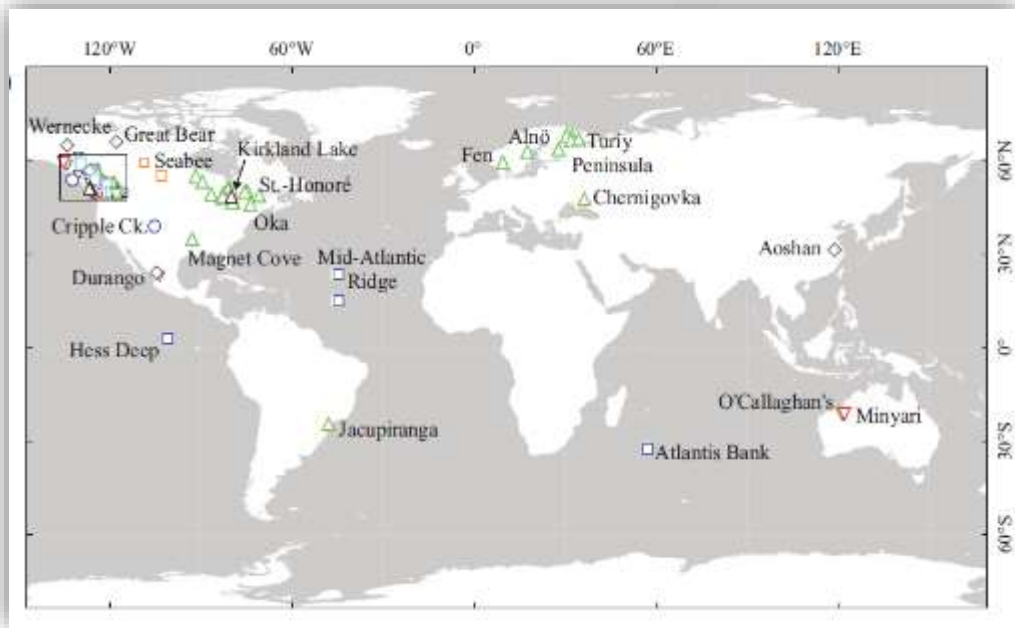 120°W 60°W 0° 60°E 120°E
Wernecke
Great Bear
Kirkland Lake
Alnö
Turiy
Peninsula
Fen
60°N
Seabee
St.-Honoré
Chernigovka
Cripple Ck.
Oka
Magnet Cove
Mid-Atlantic
Ridge
Aoshan
30°N
Durango
Hess Deep
0°
O'Callaghan's
Minyari
Jacupiranga
30°S
Atlantis Bank
60°S